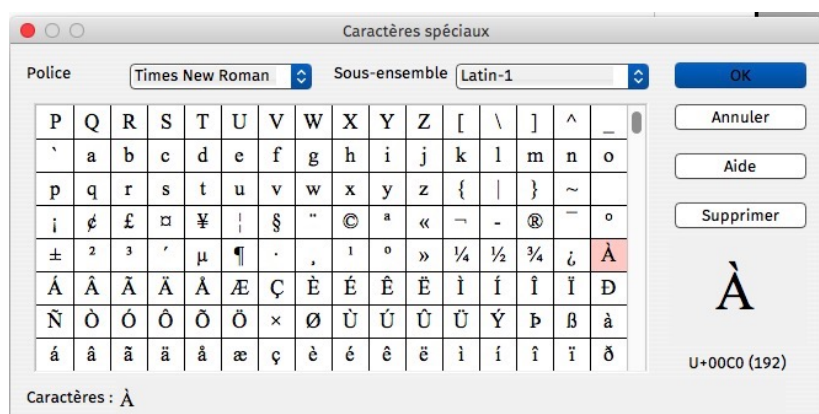 Caractères spéciaux
Police Times New Roman Sous-ensemble Latin-1 OK
P Q R S T U V W X Y Z [ \ ] ^ _
Annuler
` a b c d e f g h i j k l m n o
Aide
p q r s t u v w x y z { | } ~
¡ ¢ £ ¤ ¥ ¦ § ¨ © ª « ¬ - ® ¯ °
Supprimer
± ² ³ ´ µ ¶ · ¸ ¹ º » ¼ ½ ¾ ¿ À
Á Â Ã Ä Å Æ Ç È É Ê Ë Ì Í Î Ï Ð
À
Ñ Ò Ó Ô Õ Ö × Ø Ù Ú Û Ü Ý Þ ß à
á â ã ä å æ ç è é ê ë ì í î ï ð
U+00C0 (192)
Caractères : À